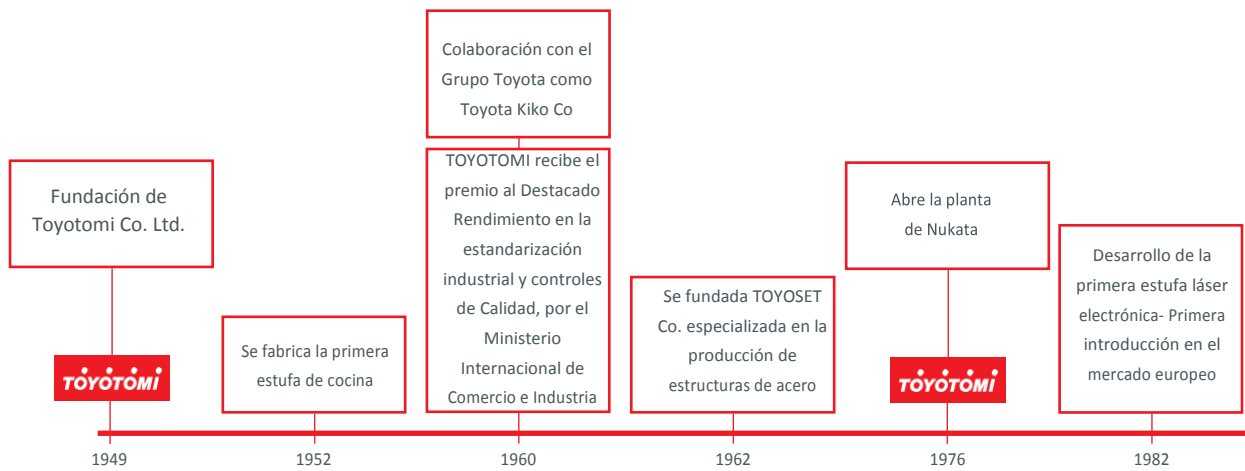 Fundación de
Toyotomi Co. Ltd.
TOYOTOMI
1949
Se fabrica la primera
estufa de cocina
1952
Colaboración con el
Grupo Toyota como
Toyota Kiko Co
TOYOTOMI recibe el
premio al Destacado
Rendimiento en la
estandarización
industrial y controles
de Calidad, por el
Ministerio
Internacional de
Comercio e Industria
1960
Se fundada TOYOSET
Co. especializada en la
producción de
estructuras de acero
1962
Abre la planta
de Nukata
TOYOTOMI
1976
Desarrollo de la
primera estufa láser
electrónica- Primera
introducción en el
mercado europeo
1982